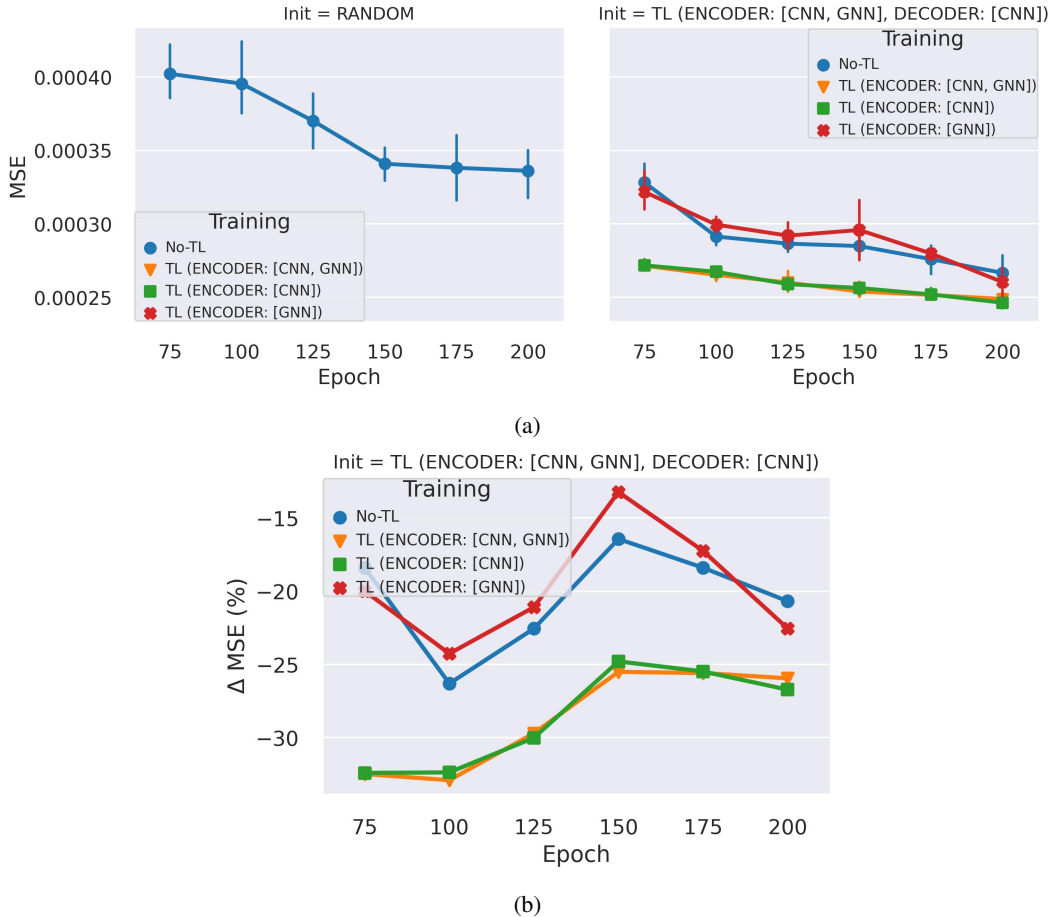 Init = RANDOM
Init = TL (ENCODER: [CNN, GNN], DECODER: [CNN])
MSE
0.00040
0.00035
0.00030
0.00025
Training
No-TL
TL (ENCODER: [CNN, GNN])
TL (ENCODER: [CNN])
TL (ENCODER: [GNN])
75 100 125 150 175 200
Epoch
Training
No-TL
TL (ENCODER: [CNN, GNN])
TL (ENCODER: [CNN])
TL (ENCODER: [GNN])
75 100 125 150 175 200
Epoch
(a)
Init = TL (ENCODER: [CNN, GNN], DECODER: [CNN])
Δ MSE (%)
−15
−20
−25
−30
Training
No-TL
TL (ENCODER: [CNN, GNN])
TL (ENCODER: [CNN])
TL (ENCODER: [GNN])
75 100 125 150 175 200
Epoch
(b)